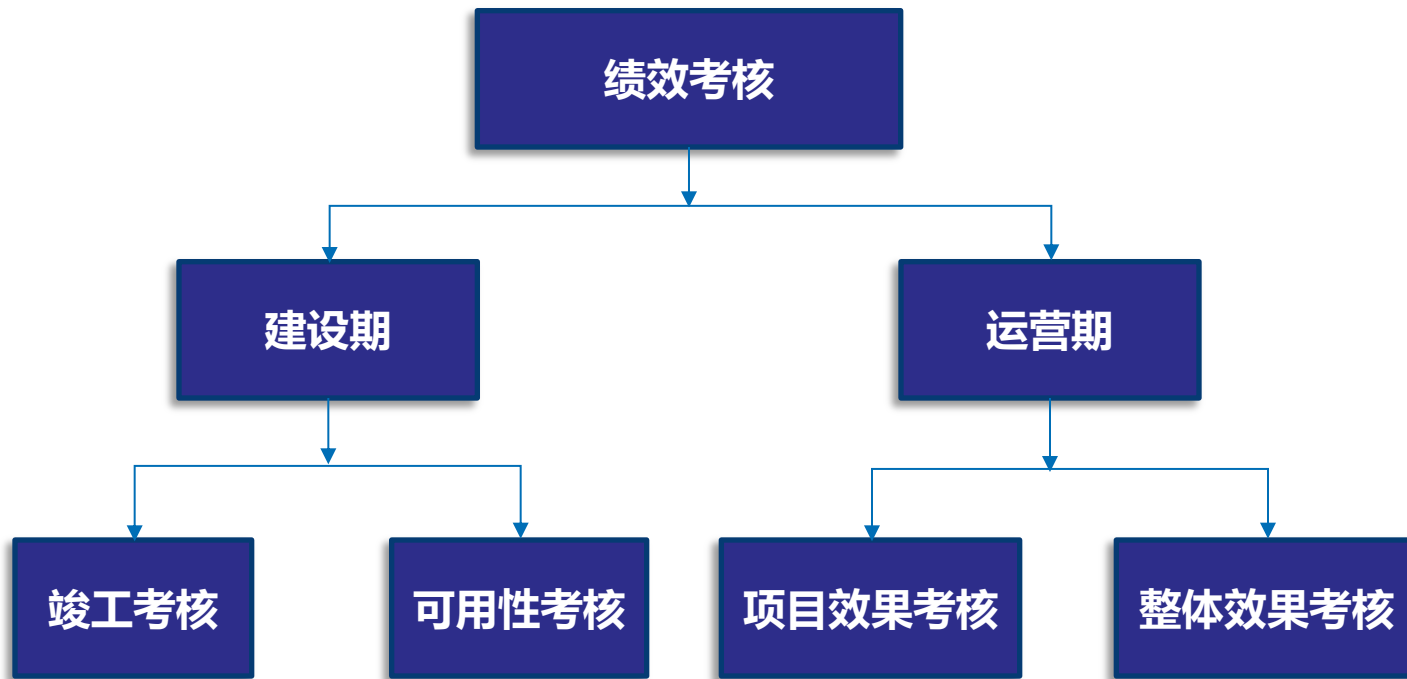 绩效考核
建设期
运营期
竣工考核
可用性考核
项目效果考核
整体效果考核